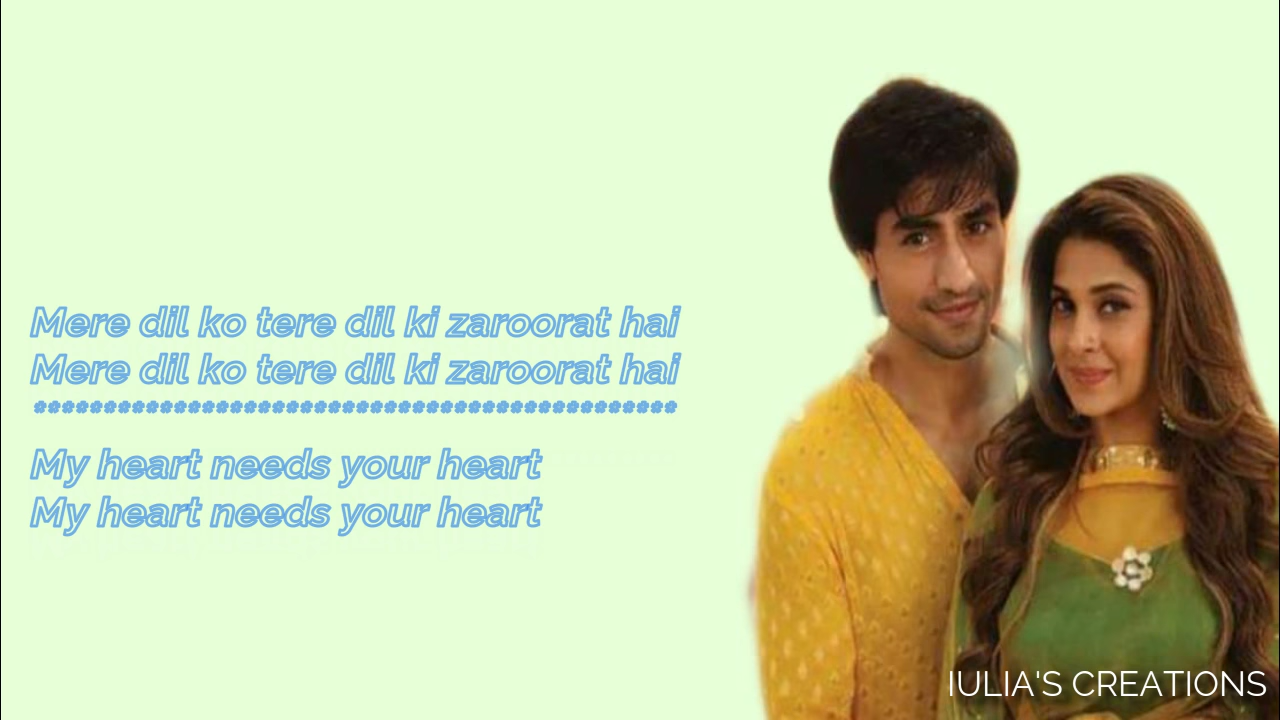 Mere dil ko tere dil ki zaroorat hai
Mere dil ko tere dil ki zaroorat hai
**********************************************
My heart needs your heart
My heart needs your heart
IULIA'S CREATIONS